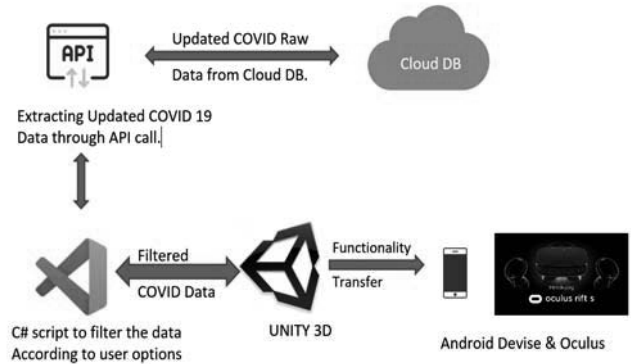 API
Updated COVID Raw
Data from Cloud DB.
Cloud DB
Extracting Updated COVID 19
Data through API call.
Filtered
COVID Data
Functionality
Transfer
oculus rift s
C# script to filter the data
According to user options
UNITY 3D
Android Devise & Oculus